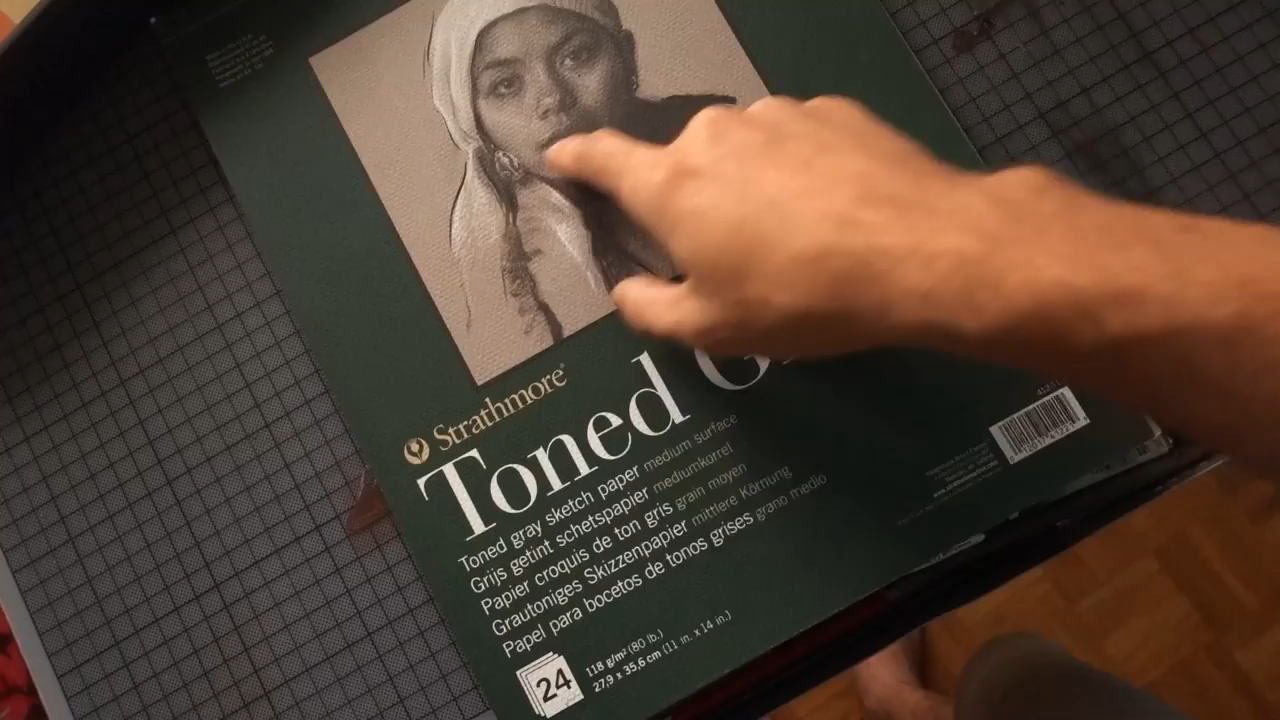 Strathmore®
Toned G
Toned gray sketch paper medium surface
Grijs getint schetspapier mediumkorrel
Papier croquis de ton gris grain moyen
Grautoniges Skizzenpapier mittlere Körnung
Papel para bocetos de tonos grises grano medio
24
118 g/m² (80 lb.)
27,9 x 35,6 cm (11 in. x 14 in.)